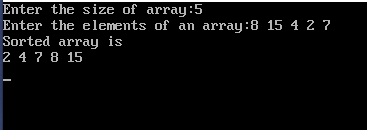 Enter the size of array:5
Enter the elements of an array:8 15 4 2 7
Sorted array is
2 4 7 8 15